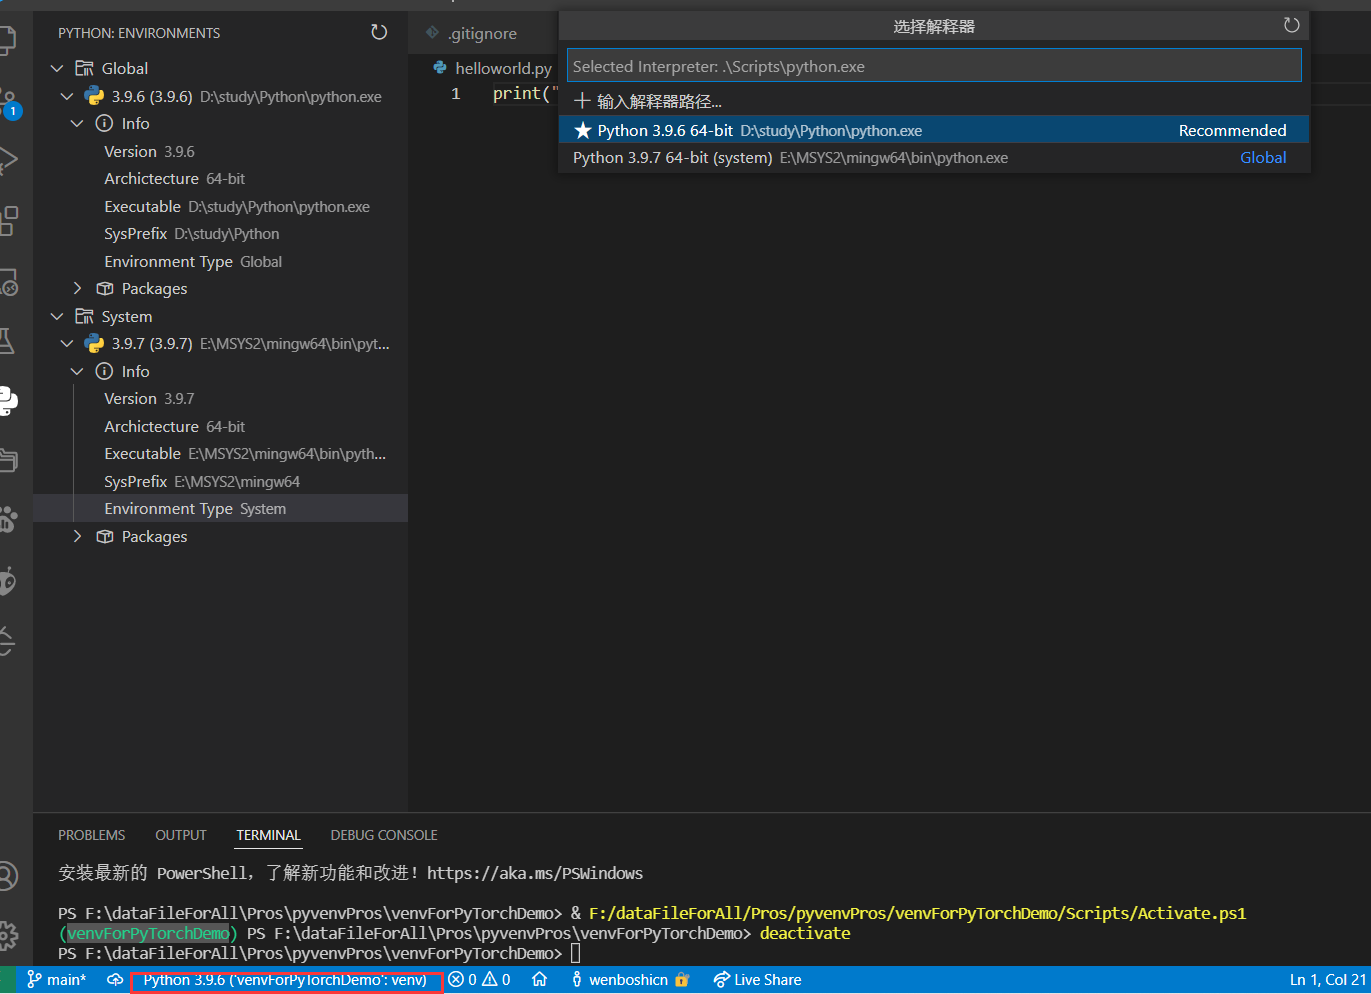 PYTHON: ENVIRONMENTS
Global
3.9.6 (3.9.6) D:\study\Python\python.exe
Info
Version 3.9.6
Archictecture 64-bit
Executable D:\study\Python\python.exe
SysPrefix D:\study\Python
Environment Type Global
Packages
System
3.9.7 (3.9.7) E:\MSYS2\mingw64\bin\pyt...
Info
Version 3.9.7
Archictecture 64-bit
Executable E:\MSYS2\mingw64\bin\pyth...
SysPrefix E:\MSYS2\mingw64
Environment Type System
Packages
1
.gitignore
helloworld.py
1 print("
选择解释器
Selected Interpreter: .\Scripts\python.exe
输入解释器路径...
Python 3.9.6 64-bit D:\study\Python\python.exe Recommended
Python 3.9.7 64-bit (system) E:\MSYS2\mingw64\bin\python.exe Global
PROBLEMS OUTPUT TERMINAL DEBUG CONSOLE
安装最新的 PowerShell，了解新功能和改进！https://aka.ms/PSWindows
PS F:\dataFileForAll\Pros\pyvenvPros\venvForPyTorchDemo> & F:/dataFileForAll/Pros/pyvenvPros/venvForPyTorchDemo/Scripts/Activate.ps1
(venvForPyTorchDemo) PS F:\dataFileForAll\Pros\pyvenvPros\venvForPyTorchDemo> deactivate
PS F:\dataFileForAll\Pros\pyvenvPros\venvForPyTorchDemo>
main* Python 3.9.6 ('venvForPyTorchDemo': venv) 0 0 wenboshicn Live Share Ln 1, Col 21